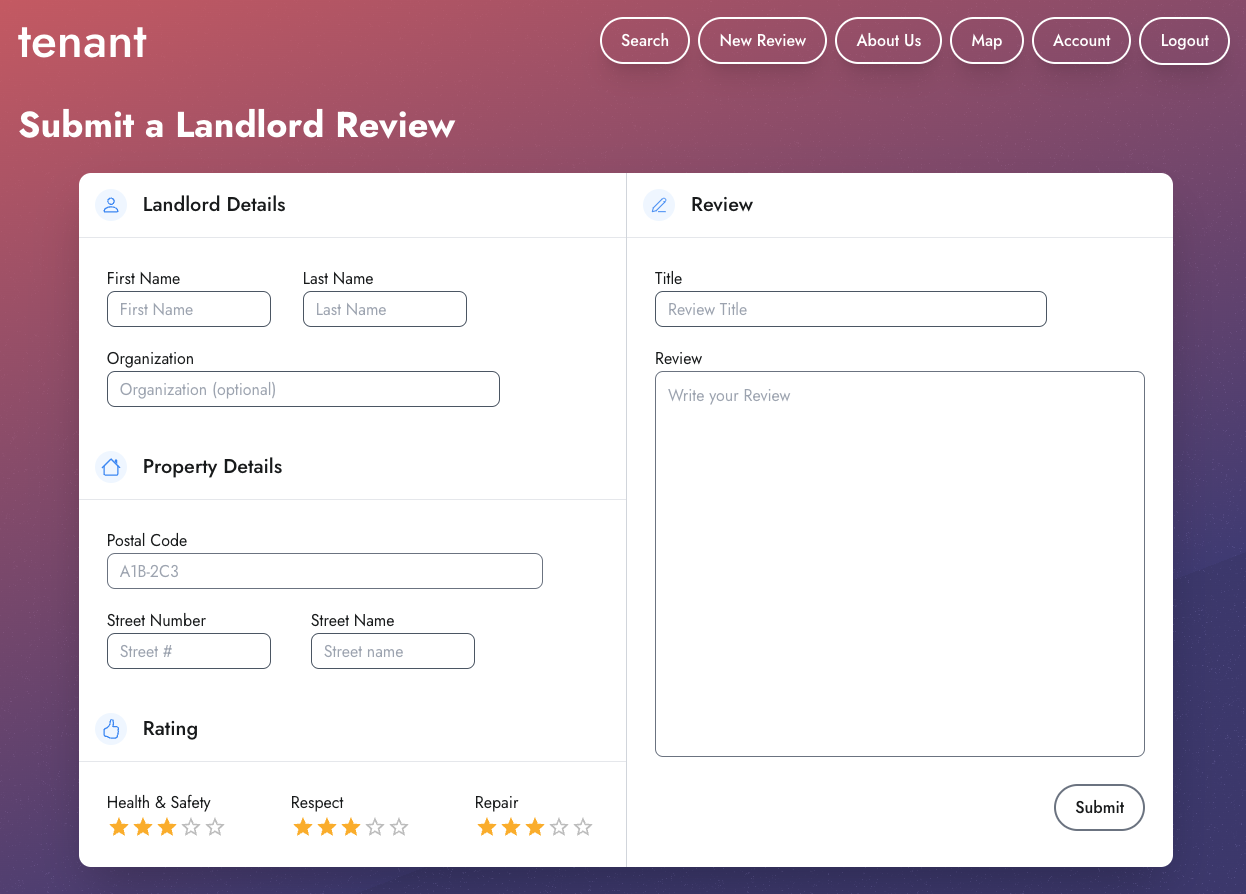 tenant
Search
New Review
About Us
Map
Account
Logout
Submit a Landlord Review
Landlord Details
First Name
Last Name
First Name
Last Name
Organization
Organization (optional)
Property Details
Postal Code
A1B-2C3
Street Number
Street Name
Street #
Street name
Rating
Health & Safety
Respect
Repair
Review
Title
Review Title
Review
Write your Review
Submit